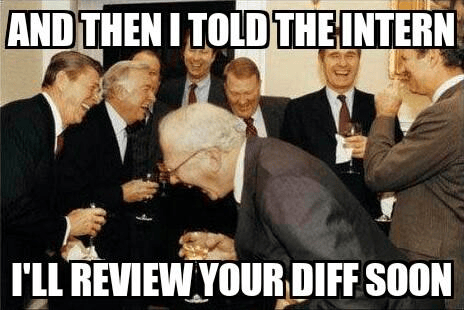 AND THEN I TOLD THE INTERN
I'LL REVIEW YOUR DIFF SOON